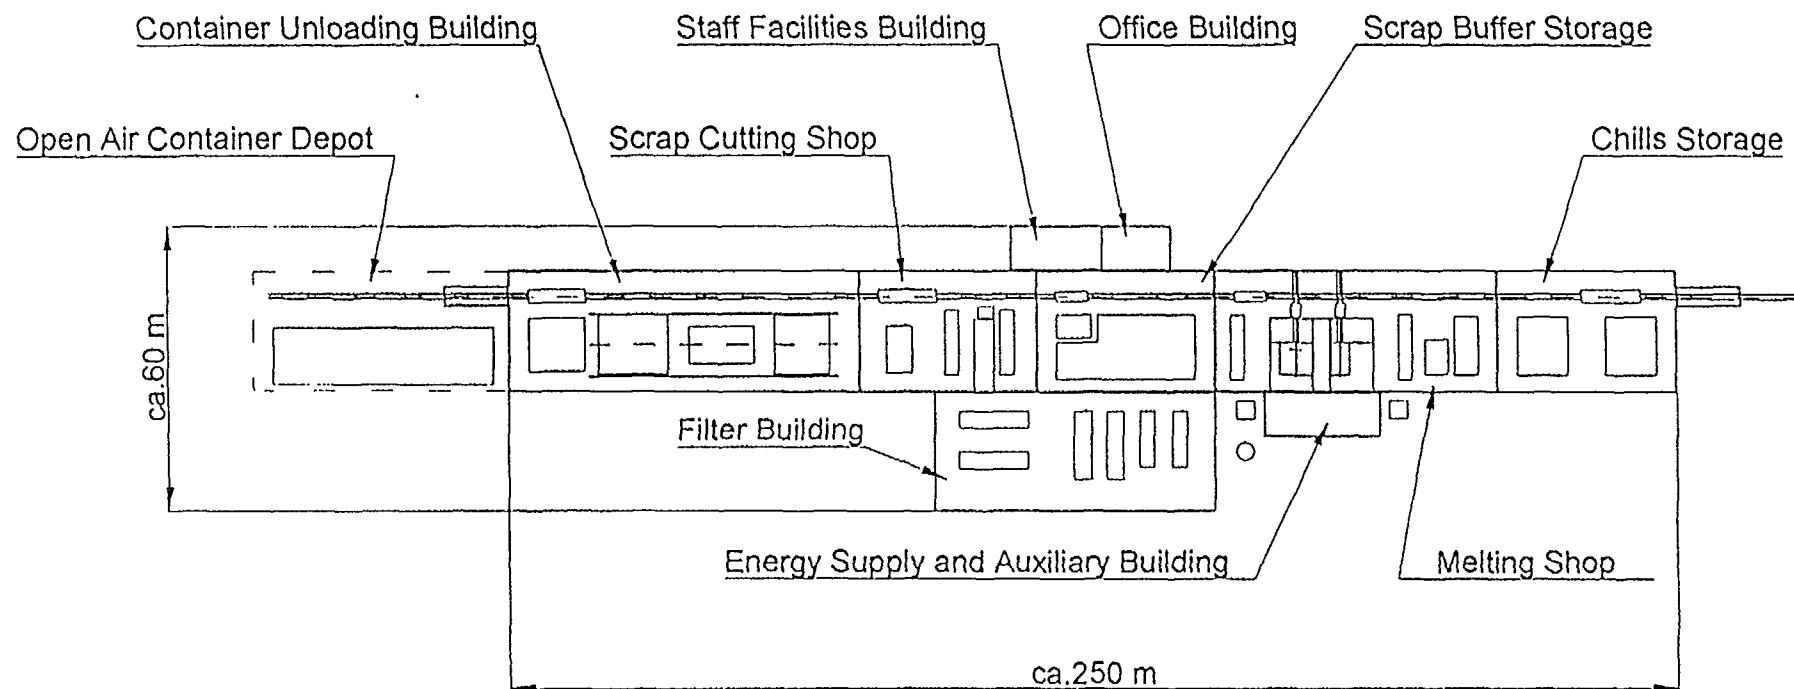 Container Unloading Building
Staff Facilities Building
Office Building
Scrap Buffer Storage
Open Air Container Depot
Scrap Cutting Shop
Chills Storage
ca.60 m
Filter Building
Energy Supply and Auxiliary Building
Melting Shop
ca.250 m